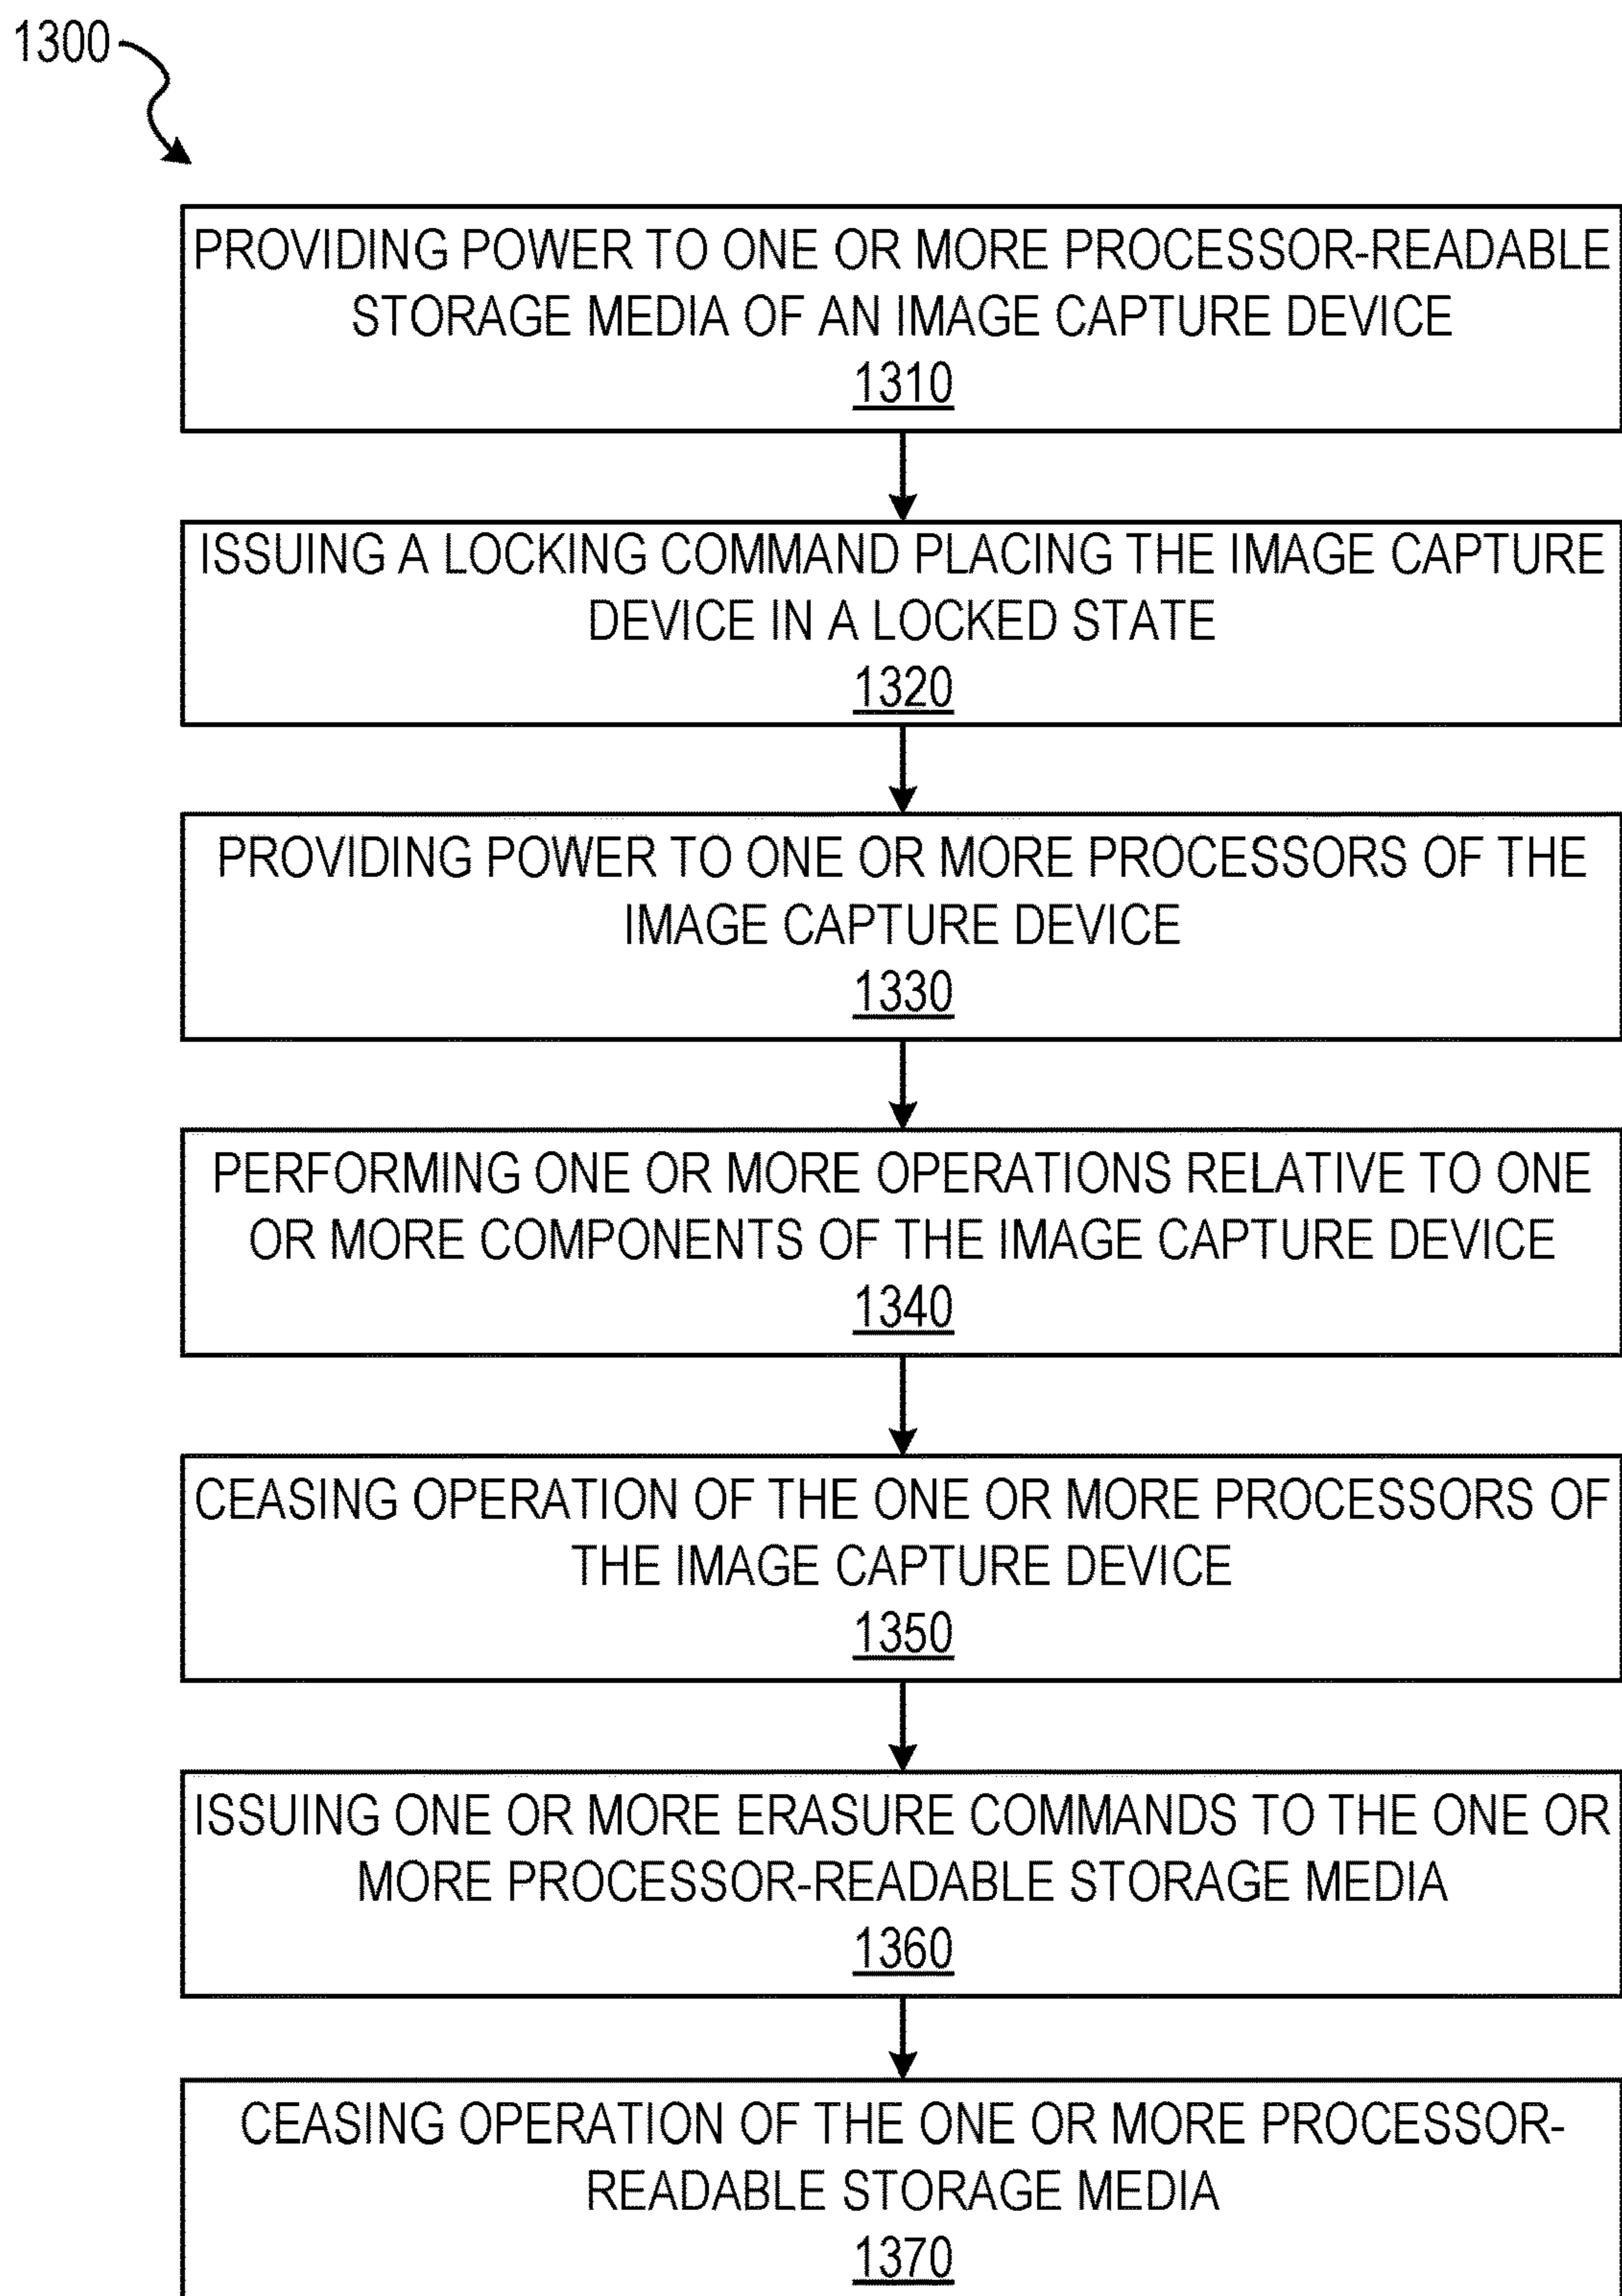 1300
PROVIDING POWER TO ONE OR MORE PROCESSOR-READABLE
STORAGE MEDIA OF AN IMAGE CAPTURE DEVICE
1310
ISSUING A LOCKING COMMAND PLACING THE IMAGE CAPTURE
DEVICE IN A LOCKED STATE
1320
PROVIDING POWER TO ONE OR MORE PROCESSORS OF THE
IMAGE CAPTURE DEVICE
1330
PERFORMING ONE OR MORE OPERATIONS RELATIVE TO ONE
OR MORE COMPONENTS OF THE IMAGE CAPTURE DEVICE
1340
CEASING OPERATION OF THE ONE OR MORE PROCESSORS OF
THE IMAGE CAPTURE DEVICE
1350
ISSUING ONE OR MORE ERASURE COMMANDS TO THE ONE OR
MORE PROCESSOR-READABLE STORAGE MEDIA
1360
CEASING OPERATION OF THE ONE OR MORE PROCESSOR-
READABLE STORAGE MEDIA
1370